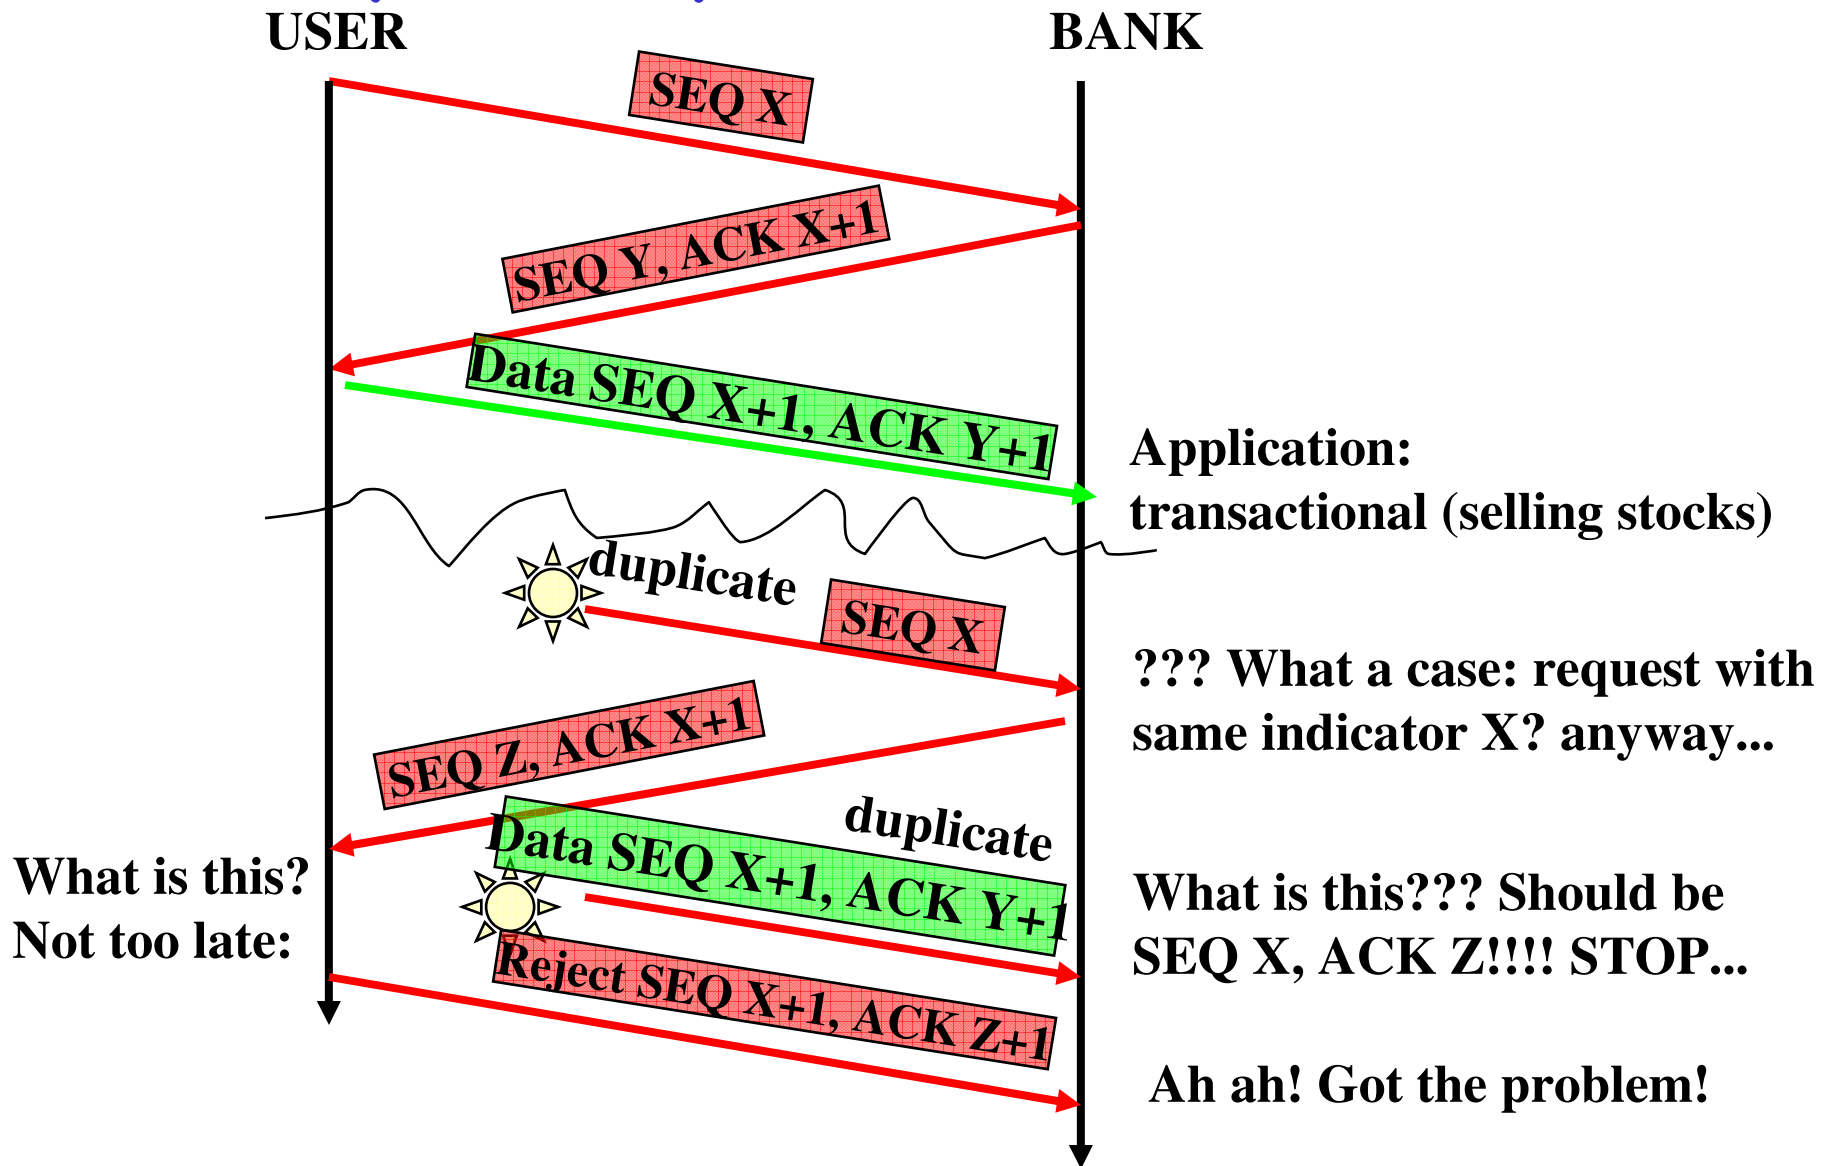 USER
BANK
SEQ X
SEQ Y, ACK X+1
Data SEQ X+1, ACK Y+1
Application:
transactional (selling stocks)
duplicate
SEQ X
??? What a case: request with
same indicator X? anyway...
SEQ Z, ACK X+1
duplicate
Data SEQ X+1, ACK Y+1
What is this?
Not too late:
What is this??? Should be
SEQ X, ACK Z!!!! STOP...
Reject SEQ X+1, ACK Z+1
Ah ah! Got the problem!